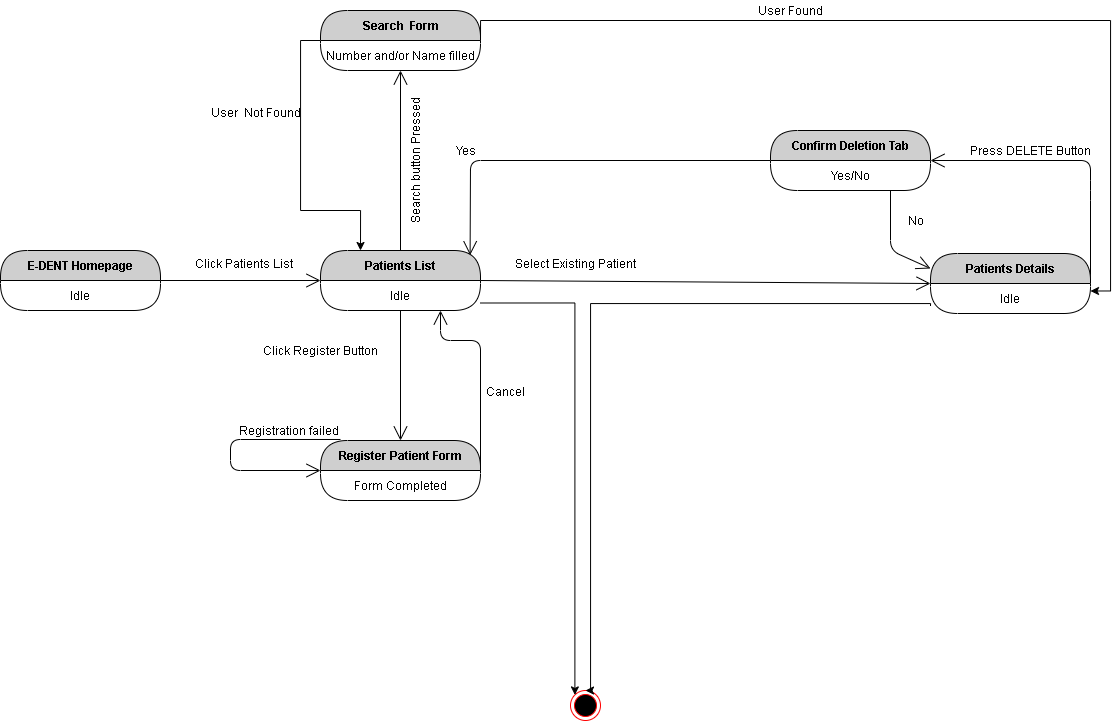 User Found
Search  Form
Number and/or Name filled
User  Not Found
Search button Pressed
Yes
Confirm Deletion Tab
Yes/No
Press DELETE Button
No
E-DENT Homepage
Idle
Click Patients List
Patients List
Idle
Select Existing Patient
Patients Details
Idle
Click Register Button
Cancel
Registration failed
Register Patient Form
Form Completed